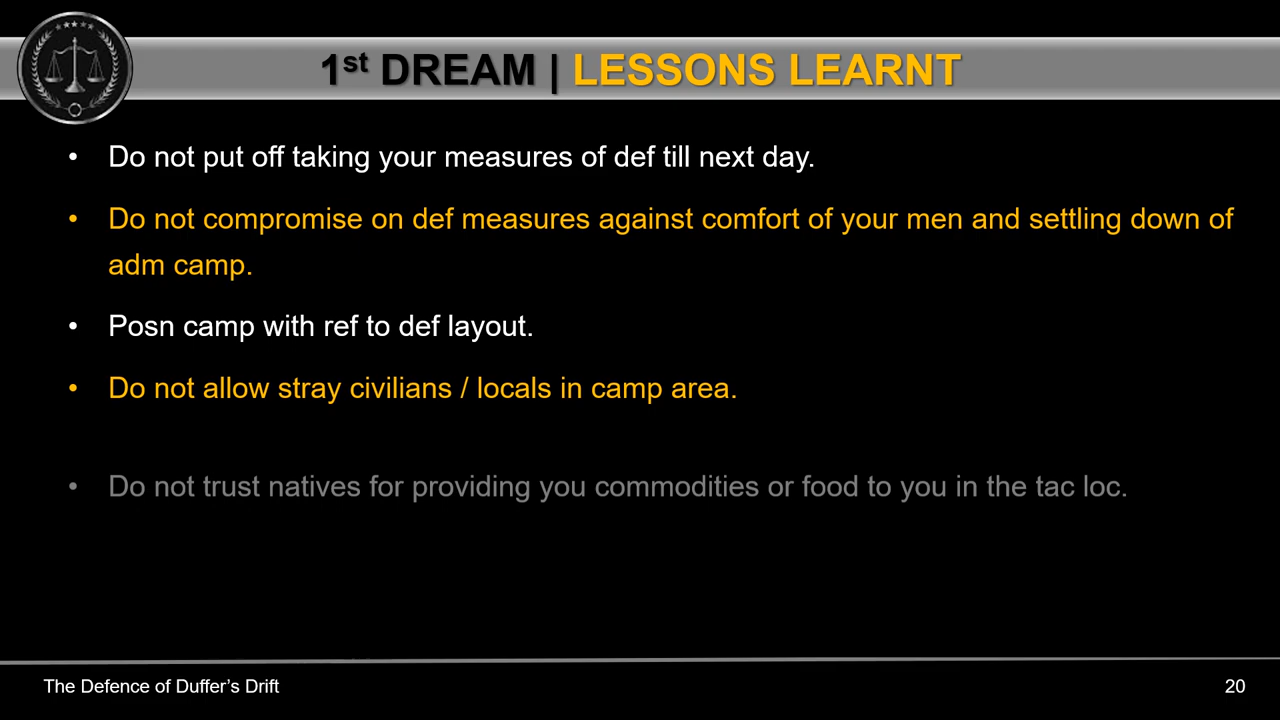 1st DREAM | LESSONS LEARNT
• Do not put off taking your measures of def till next day.
• Do not compromise on def measures against comfort of your men and settling down of
adm camp.
• Posn camp with ref to def layout.
• Do not allow stray civilians / locals in camp area.
• Do not trust natives for providing you commodities or food to you in the tac loc.
The Defence of Duffer’s Drift
20